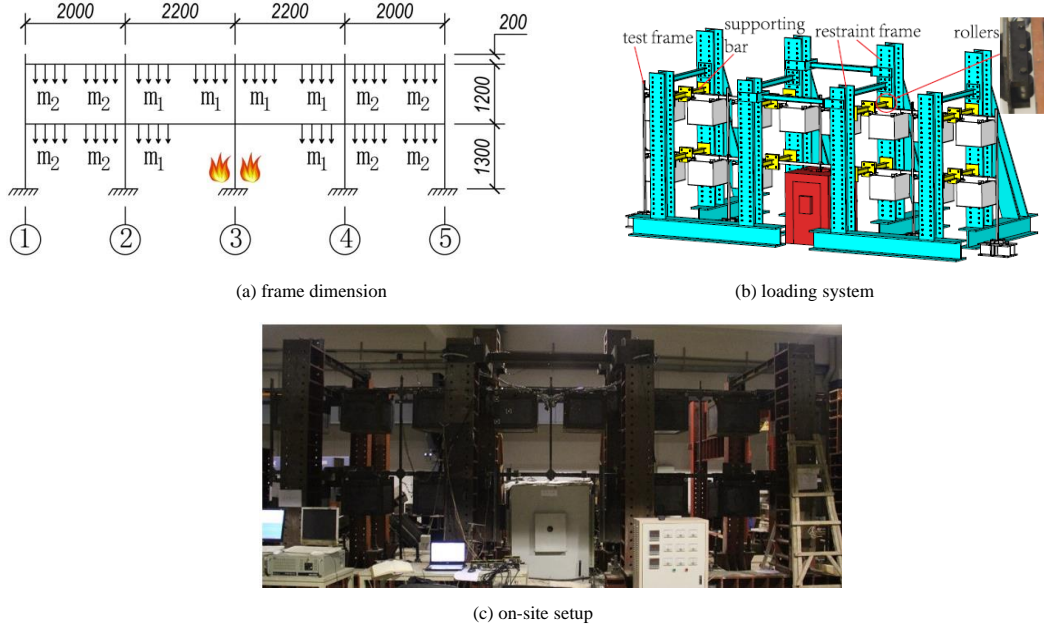 2000 2200 2200 2000
200
1200
1300
m2 m2 m1 m1 m1 m1 m2 m2
m2 m2 m1 m1 m2 m2
① ② ③ ④ ⑤
(a) frame dimension
test frame
supporting
bar
restraint frame
rollers
(b) loading system
(c) on-site setup